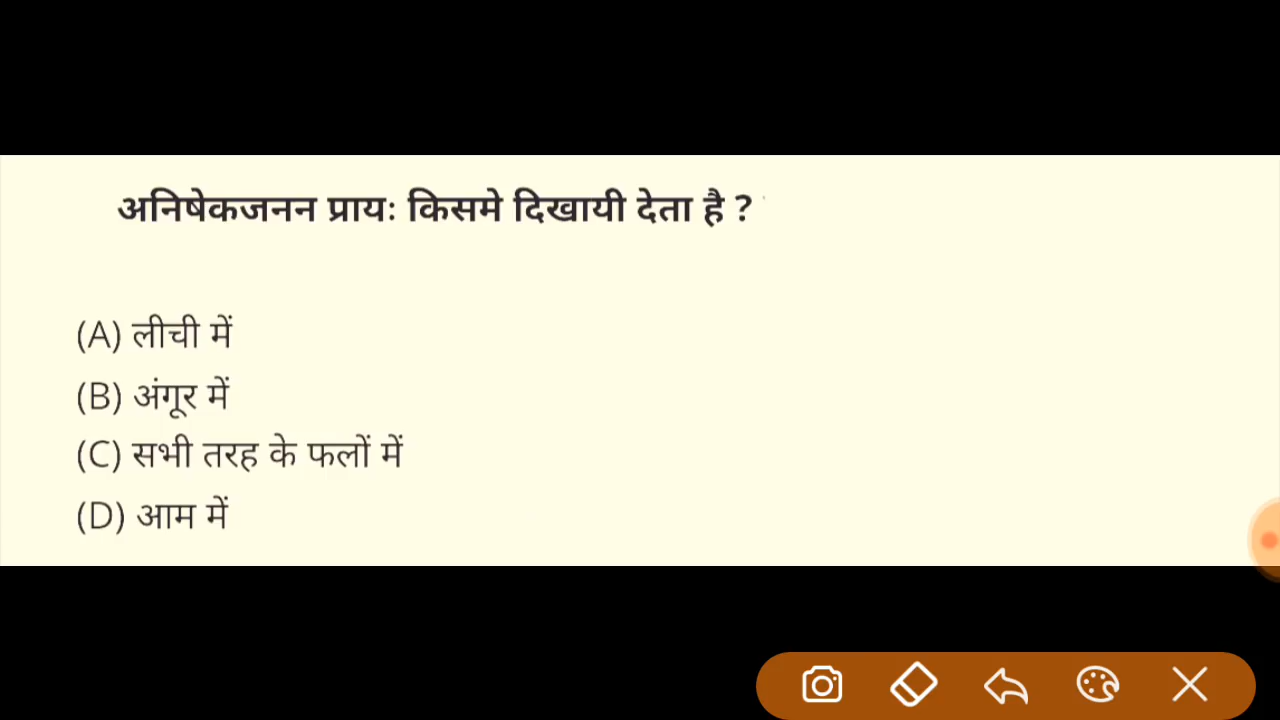 अनिषेकजनन प्रायः किसमे दिखायी देता है ?
(A) लीची में
(B) अंगूर में
(C) सभी तरह के फलों में
(D) आम में